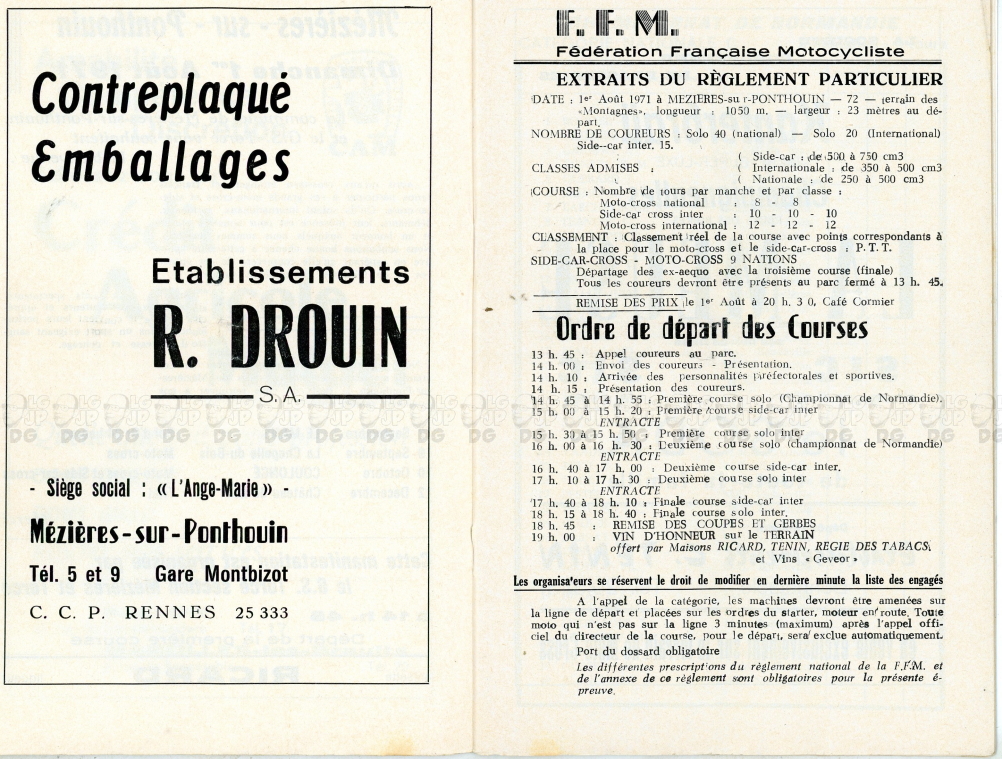 Contreplaqué
Emballages
Etablissements
R. DROUIN
S.A.
- Siège social : « L'Ange-Marie »
Mézières-sur-Ponthouin
Tél. 5 et 9 Gare Montbizot
C. C. P. RENNES 25 333
F. F. M.
Fédération Française Motocycliste
EXTRAITS DU RÈGLEMENT PARTICULIER
DATE : 1er Août 1971 à MEZIERES-su r-PONTHOUIN — 72 — terrain des
«Montagnes», longueur : 1050 m. — largeur : 23 mètres au dé-
part,
NOMBRE DE COUREURS : Solo 40 (national) — Solo 20 (International)
Side--car inter. 15.
( Side-car : de 500 à 750 cm3
CLASSES ADMISES : ( Internationale : de 350 à 500 cm3
( Nationale : de 250 à 500 cm3
COURSE : Nombre de tours par manche et par classe :
Moto-cross national : 8 - 8
Side-car cross inter : 10 - 10 - 10
Moto-cross international : 12 - 12 - 12
CLASSEMENT : Classement réel de la course avec points correspondants à
la place pour le moto-cross et le side-car-cross : P. T. T.
SIDE-CAR-CROSS - MOTO-CROSS 9 NATIONS
Départage des ex-aequo avec la troisième course (finale)
Tous les coureurs devront être présents au parc fermé à 13 h. 45.
REMISE DES PRIX le 1er Août à 20 h. 3 0, Café Cormier
Ordre de départ des Courses
13 h. 45 : Appel coureurs au parc.
14 h. 00 : Envoi des coureurs - Présentation.
14 h. 10 : Arrivée des personnalités préfectorales et sportives.
14 h. 15 : Présentation des coureurs.
14 h. 45 à 14 h. 55 : Première course solo (Championnat de Normandie)
15 h. 00 à 15 h. 20 : Première course side-car inter
ENTRACTE
15 h. 30 à 15 h. 50 : Première course solo inter
16 h. 00 à 16 h. 30 : Deuxième course solo (championnat de Normandie)
ENTRACTE
16 h. 40 à 17 h. 00 : Deuxième course side-car inter.
17 h. 10 à 17 h. 30 : Deuxième course solo inter
ENTRACTE
17 h. 40 à 18 h. 10 : Finale course side-car inter
18 h. 15 à 18 h. 40 : Finale course solo inter.
18 h. 45 : REMISE DES COUPES ET GERBES
19 h. 00 : VIN D'HONNEUR sur le TERRAIN
offert par Maisons RICARD, TENIN, REGIE DES TABACS,
et Vins « Geveor »
Les organisateurs se réservent le droit de modifier en dernière minute la liste des engagés
A l'appel de la catégorie, les machines devront être amenées sur
la ligne de départ et placées sur les ordres du starter, moteur en route. Toute
moto qui n'est pas sur la ligne 3 minutes (maximum) après l'appel offi-
ciel du directeur de la course, pour le départ, sera exclue automatiquement.
Port du dossard obligatoire
Les différentes prescriptions du règlement national de la F.F.M. et
de l'annexe de ce règlement sont obligatoires pour la présente é-
preuve.